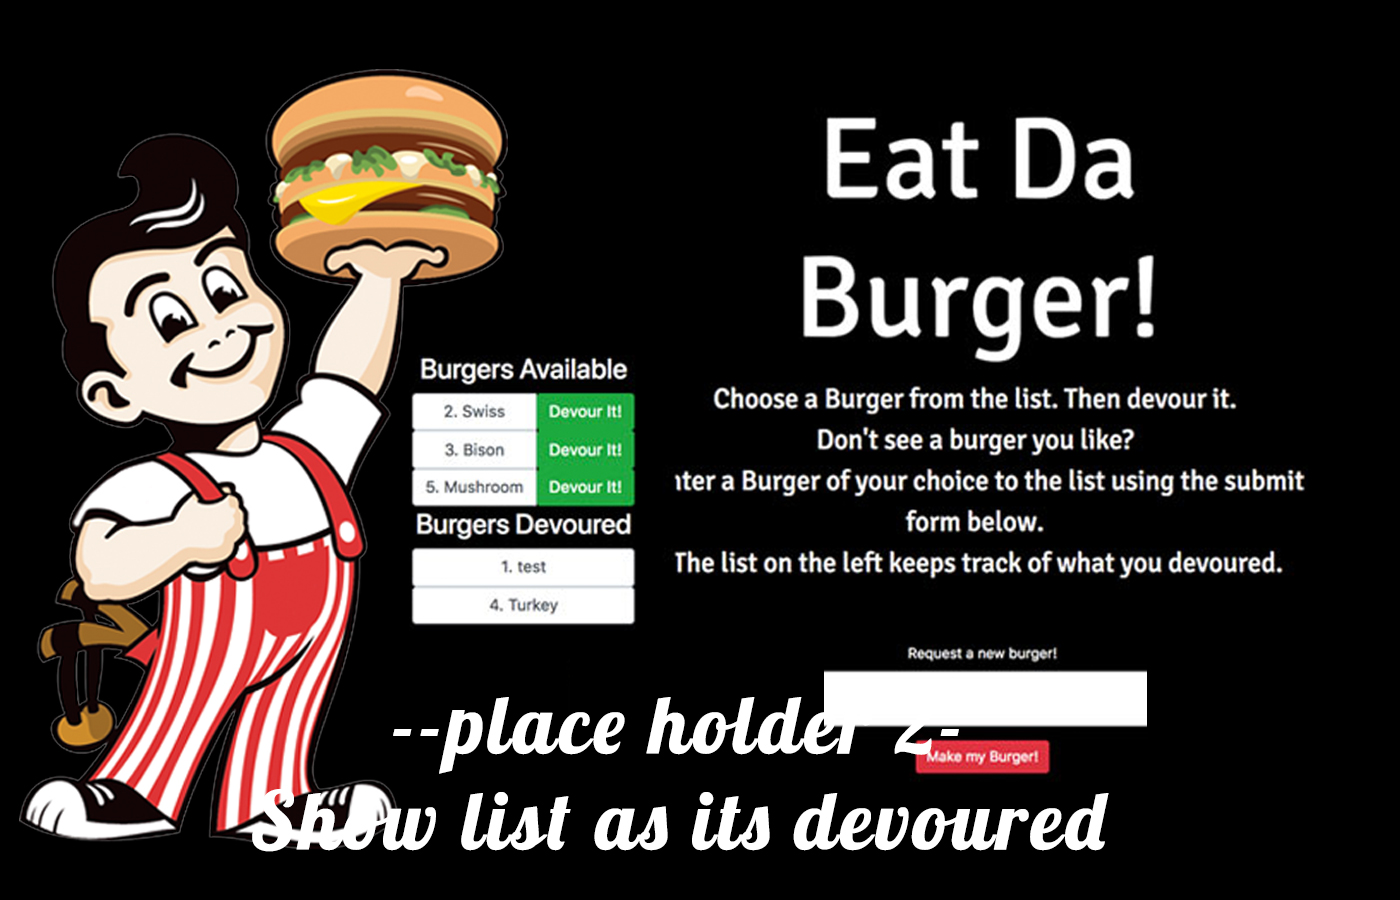 Eat Da
Burger!
Burgers Available
2. Swiss Devour It!
3. Bison Devour It!
5. Mushroom Devour It!
Burgers Devoured
1. test
4. Turkey
Choose a Burger from the list. Then devour it.
Don't see a burger you like?
nter a Burger of your choice to the list using the submit
form below.
The list on the left keeps track of what you devoured.
Request a new burger!
Make my Burger!
--place holder 2-
Show list as its devoured